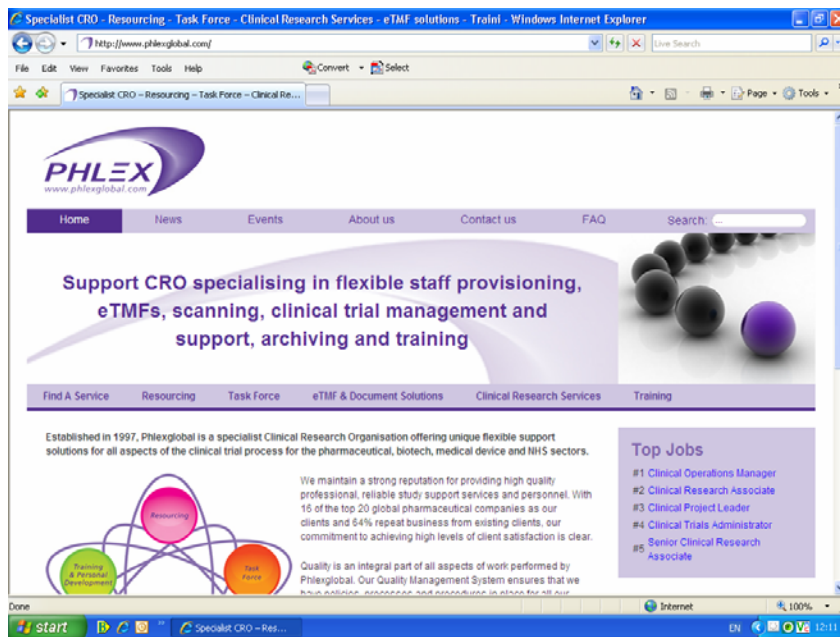 Specialist CRO - Resourcing - Task Force - Clinical Research Services - eTMF solutions - Traini - Windows Internet Explorer
http://www.phlexglobal.com/
Live Search
File Edit View Favorites Tools Help
Convert Select
Specialist CRO – Resourcing – Task Force – Clinical Re...
Page Tools
PHLEX
www.phlexglobal.com
Home News Events About us Contact us FAQ Search: ...
Support CRO specialising in flexible staff provisioning,
eTMFs, scanning, clinical trial management and
support, archiving and training
Find A Service Resourcing Task Force eTMF & Document Solutions Clinical Research Services Training
Established in 1997, Phlexglobal is a specialist Clinical Research Organisation offering unique flexible support
solutions for all aspects of the clinical trial process for the pharmaceutical, biotech, medical device and NHS sectors.
Resourcing
Training
& Personal
Development
Task
Force
We maintain a strong reputation for providing high quality
professional, reliable study support services and personnel. With
16 of the top 20 global pharmaceutical companies as our
clients and 64% repeat business from existing clients, our
commitment to achieving high levels of client satisfaction is clear.
Quality is an integral part of all aspects of work performed by
Phlexglobal. Our Quality Management System ensures that we
have policies, processes and procedures in place for all our
Top Jobs
#1 Clinical Operations Manager
#2 Clinical Research Associate
#3 Clinical Project Leader
#4 Clinical Trials Administrator
#5 Senior Clinical Research
Associate
Done Internet 100%
start Specialist CRO – Res... EN 12:11